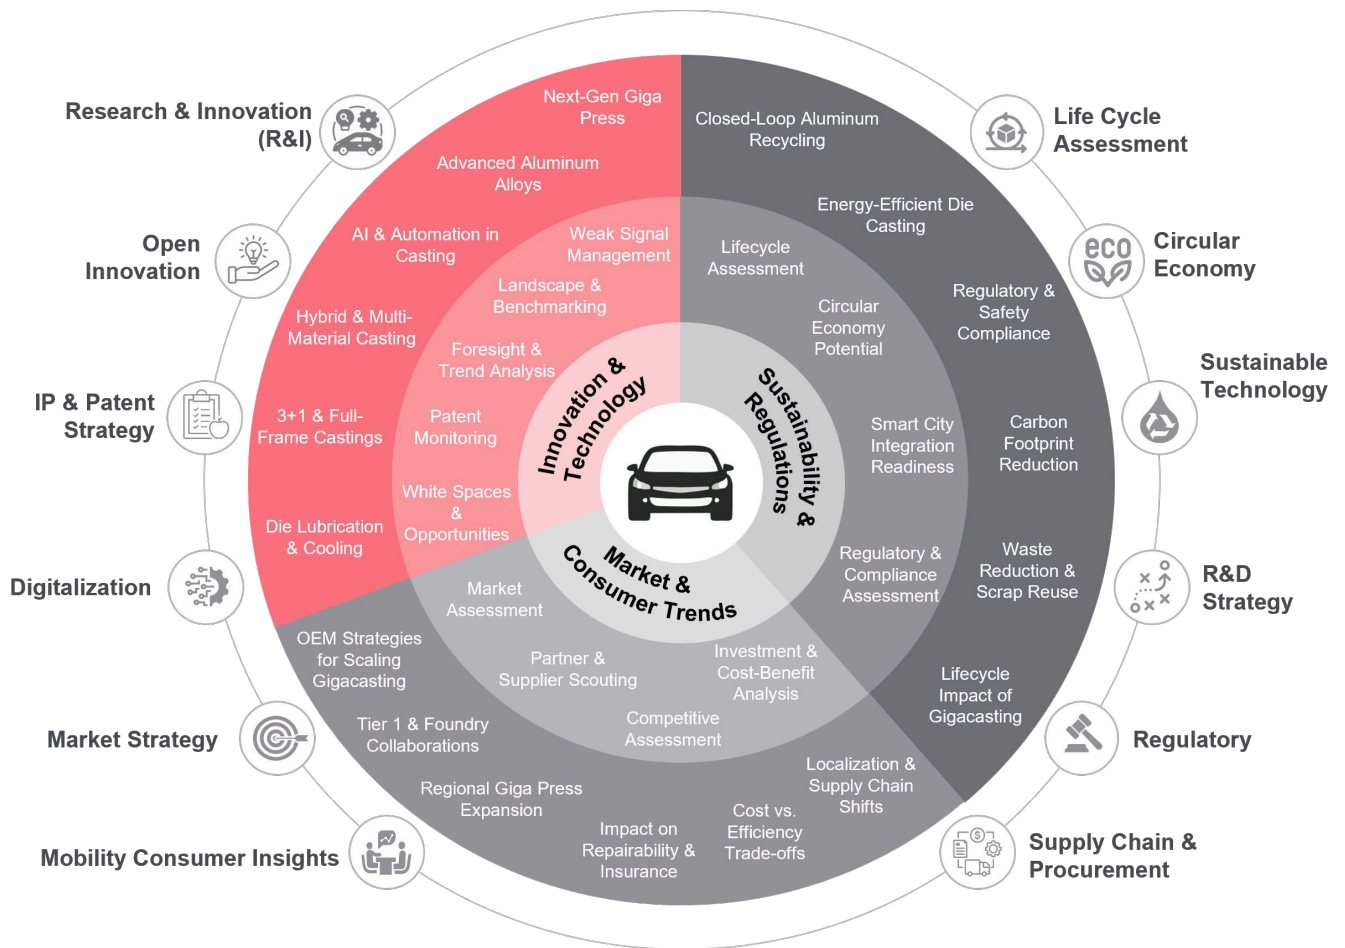 Research & Innovation
(R&I)
Open
Innovation
IP & Patent
Strategy
Digitalization
Market Strategy
Mobility Consumer Insights
Next-Gen Giga
Press
Advanced Aluminum
Alloys
AI & Automation in
Casting
Hybrid & Multi-
Material Casting
3+1 & Full-
Frame Castings
Die Lubrication
& Cooling
Weak Signal
Management
Landscape &
Benchmarking
Foresight &
Trend Analysis
Patent
Monitoring
White Spaces
&
Opportunities
Innovation &
Technology
Sustainability &
Regulations
Market &
Consumer Trends
Closed-Loop Aluminum
Recycling
Energy-Efficient Die
Casting
Regulatory &
Safety
Compliance
Carbon
Footprint
Reduction
Waste
Reduction &
Scrap Reuse
Lifecycle
Impact of
Gigacasting
Lifecycle
Assessment
Circular
Economy
Potential
Smart City
Integration
Readiness
Regulatory &
Compliance
Assessment
Market
Assessment
Partner &
Supplier Scouting
Investment &
Cost-Benefit
Analysis
Competitive
Assessment
OEM Strategies
for Scaling
Gigacasting
Tier 1 & Foundry
Collaborations
Regional Giga Press
Expansion
Impact on
Repairability &
Insurance
Cost vs.
Efficiency
Trade-offs
Localization &
Supply Chain
Shifts
Life Cycle
Assessment
eco
Circular
Economy
Sustainable
Technology
R&D
Strategy
Regulatory
$
Supply Chain &
Procurement